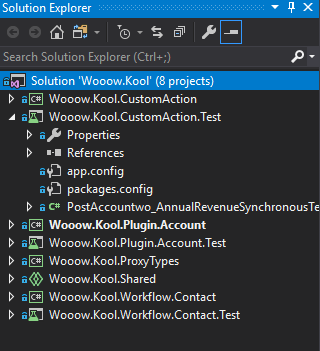 Solution Explorer
Search Solution Explorer (Ctrl+;)
Solution 'Wooow.Kool' (8 projects)
C# Wooow.Kool.CustomAction
Wooow.Kool.CustomAction.Test
Properties
References
app.config
packages.config
C# PostAccountwo_AnnualRevenueSynchronousTe
C# Wooow.Kool.Plugin.Account
Wooow.Kool.Plugin.Account.Test
C# Wooow.Kool.ProxyTypes
Wooow.Kool.Shared
C# Wooow.Kool.Workflow.Contact
Wooow.Kool.Workflow.Contact.Test